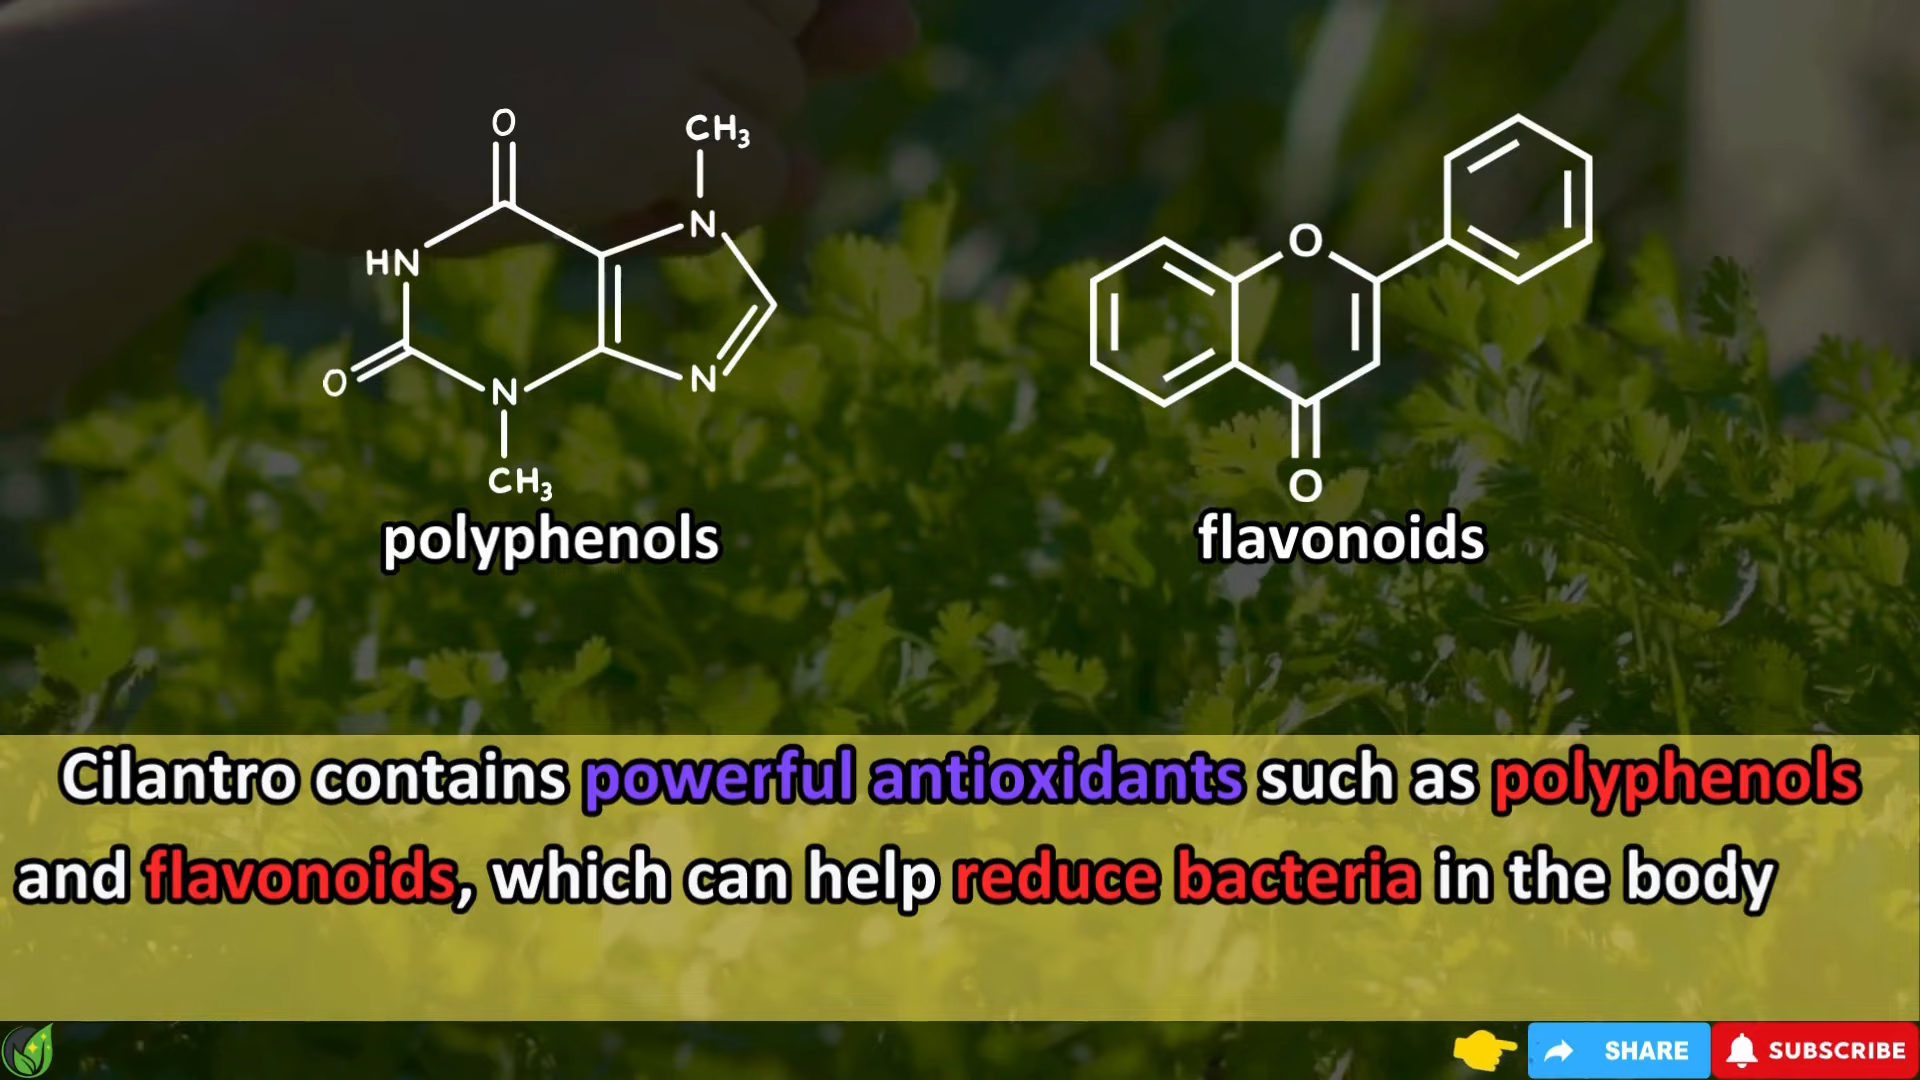 O
CH₃
N
HN
O
N
N
CH₃
polyphenols
O
O
flavonoids
Cilantro contains powerful antioxidants such as polyphenols
and flavonoids, which can help reduce bacteria in the body
SHARE
SUBSCRIBE